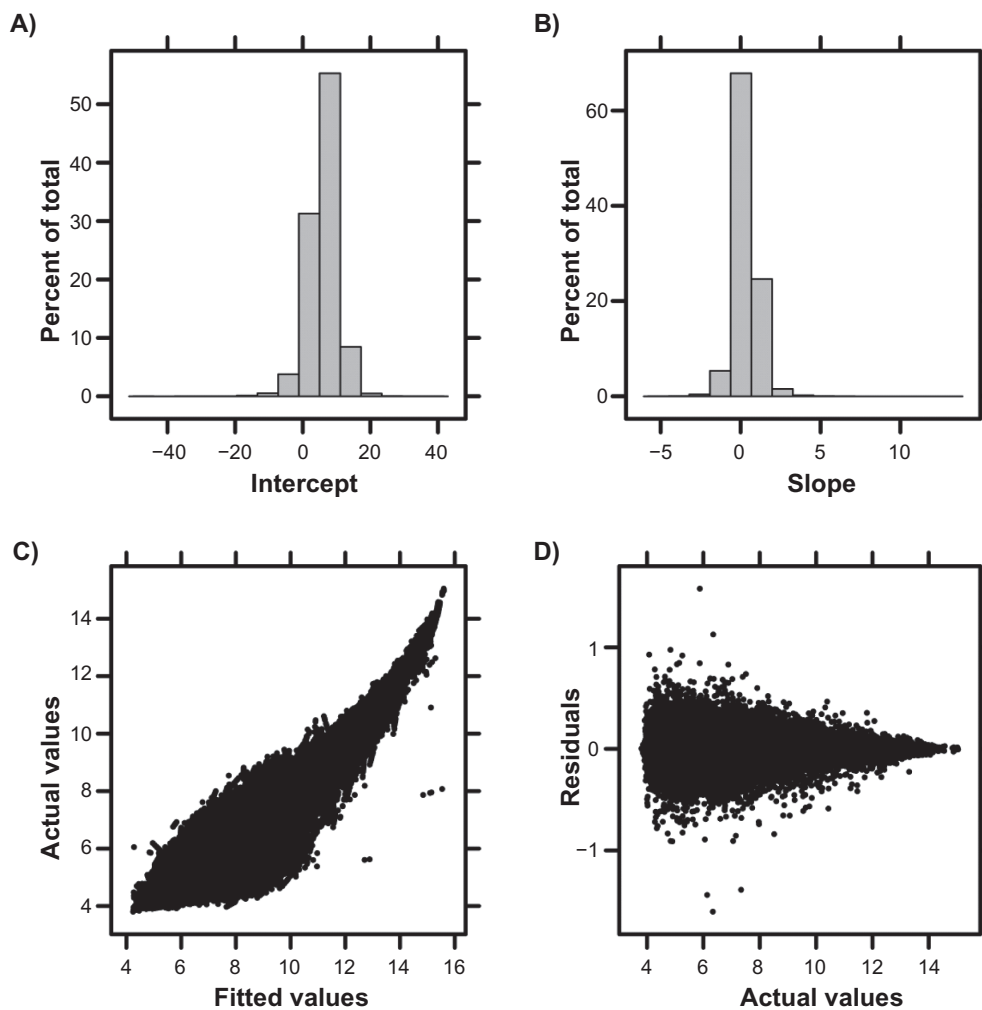 A)
Percent of total
50
40
30
20
10
0
−40 −20 0 20 40
Intercept
B)
Percent of total
60
40
20
0
−5 0 5 10
Slope
C)
Actual values
14
12
10
8
6
4
4 6 8 10 12 14 16
Fitted values
D)
Residuals
1
0
−1
4 6 8 10 12 14
Actual values